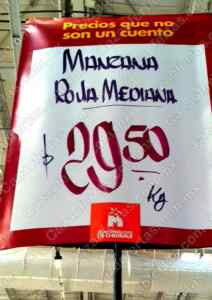 Precios que no
son un cuento
MANZANA
ROJA MEDIANA
$ 29.50
Kg